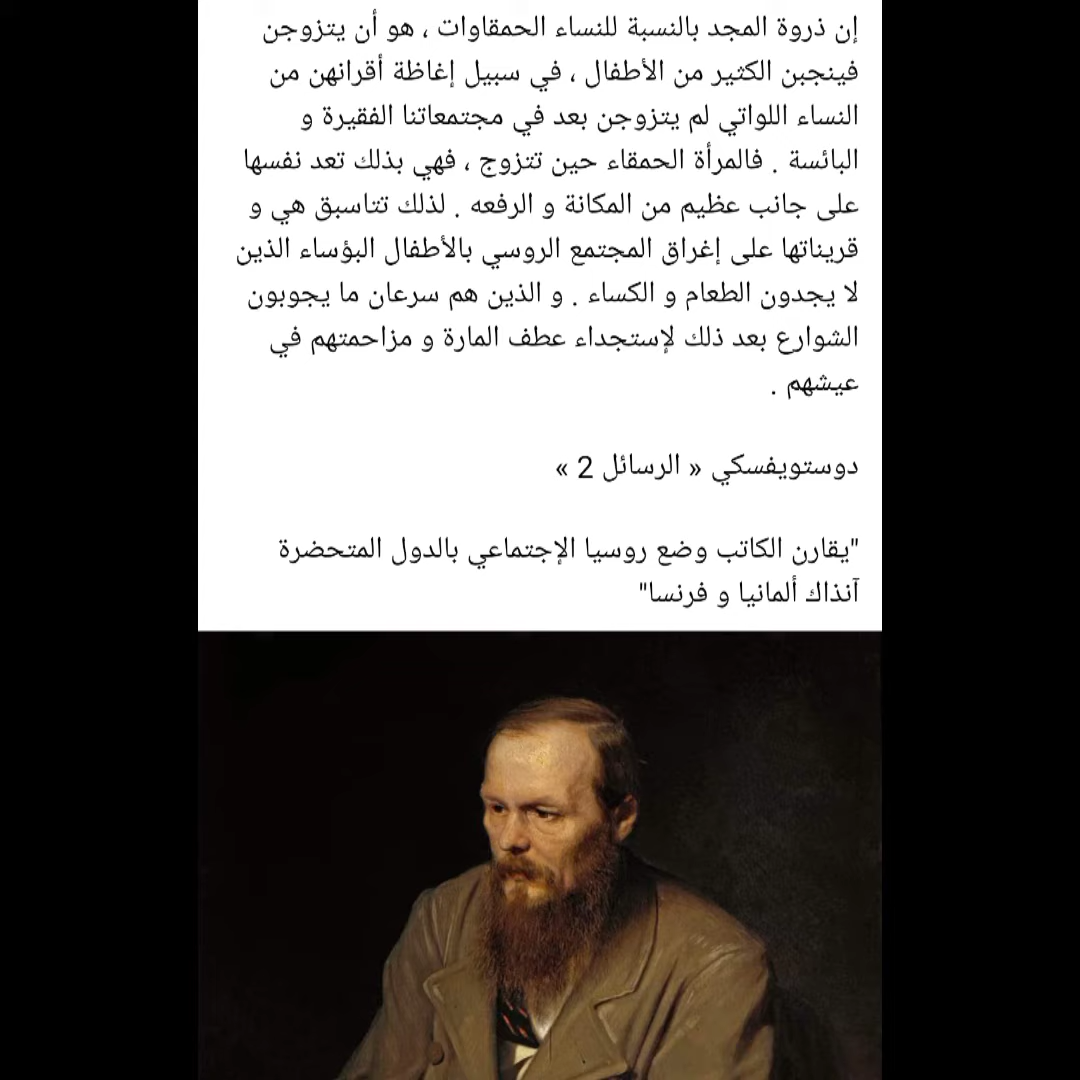 إن ذروة المجد بالنسبة للنساء الحمقاوات ، هو أن يتزوجن
فينجبن الكثير من الأطفال ، في سبيل إغاظة أقرانهن من
النساء اللواتي لم يتزوجن بعد في مجتمعاتنا الفقيرة و
البائسة . فالمرأة الحمقاء حين تتزوج ، فهي بذلك تعد نفسها
على جانب عظيم من المكانة و الرفعه . لذلك تتاسبق هي و
قريناتها على إغراق المجتمع الروسي بالأطفال البؤساء الذين
لا يجدون الطعام و الكساء . و الذين هم سرعان ما يجوبون
الشوارع بعد ذلك لإستجداء عطف المارة و مزاحمتهم في
عيشهم .
دوستويفسكي « الرسائل 2 »
"يقارن الكاتب وضع روسيا الإجتماعي بالدول المتحضرة
آنذاك ألمانيا و فرنسا"